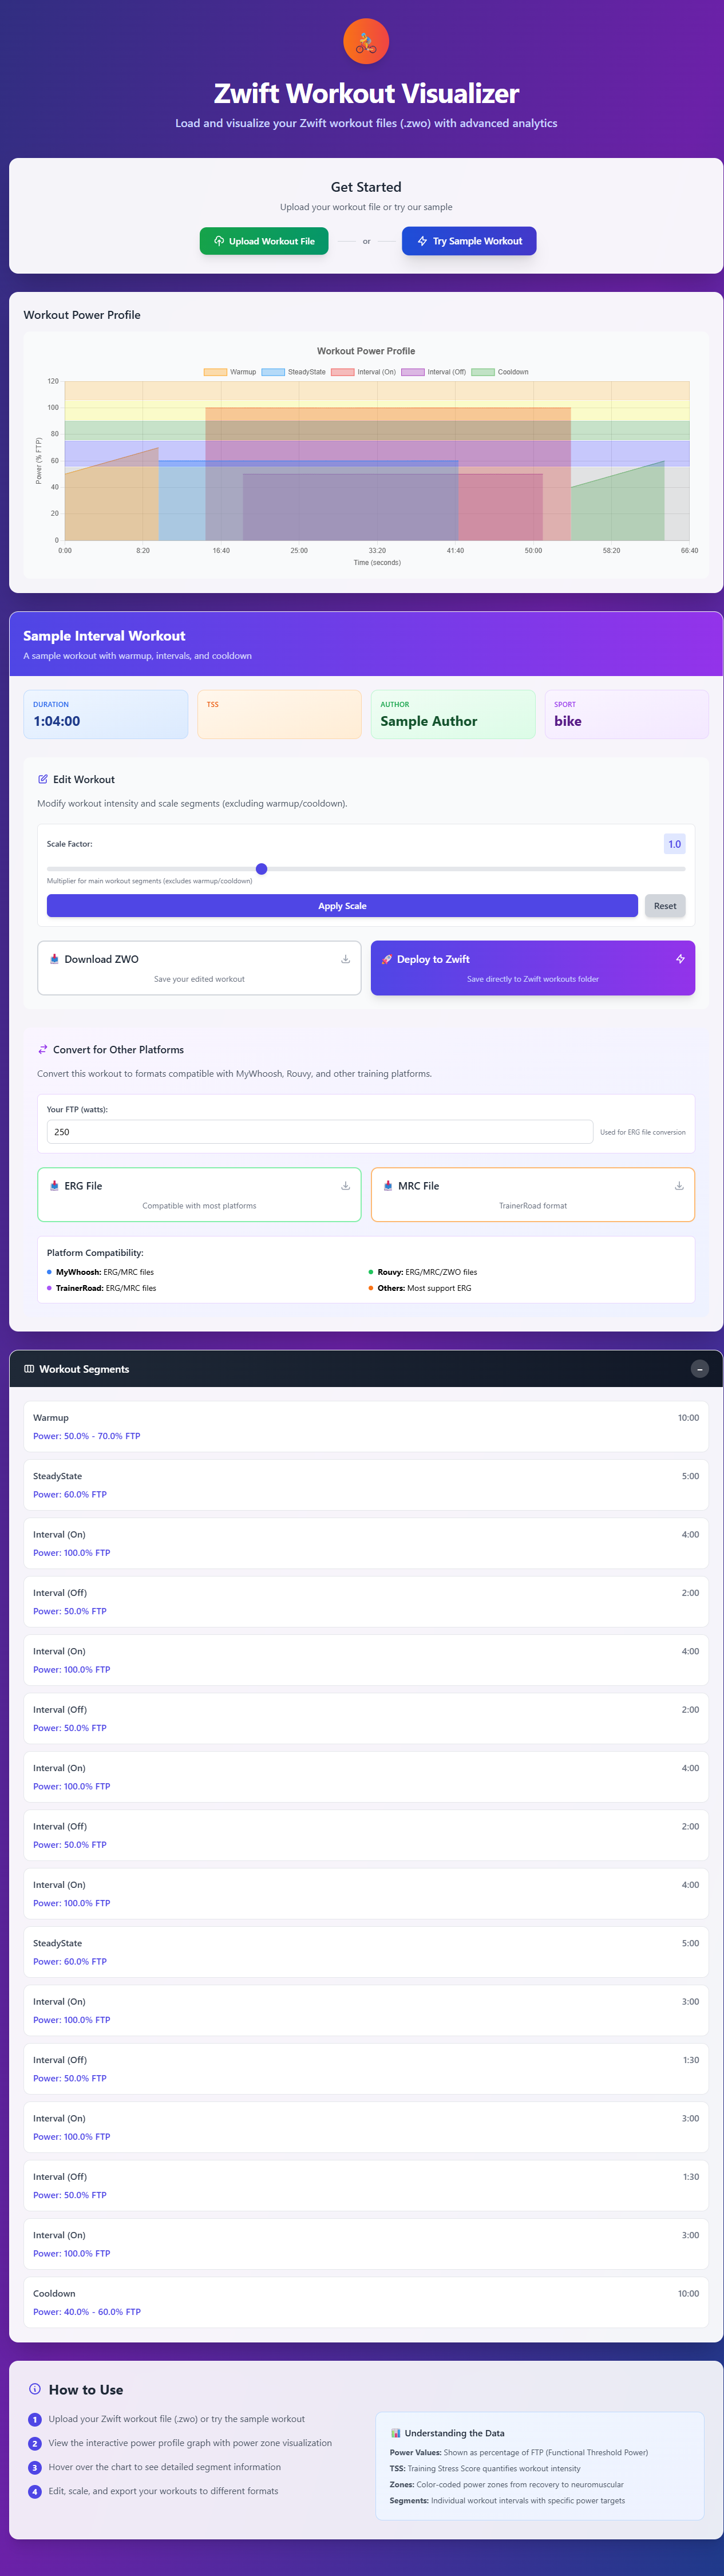 Zwift Workout Visualizer
Load and visualize your Zwift workout files (.zwo) with advanced analytics
Get Started
Upload your workout file or try our sample
Upload Workout File
or
Try Sample Workout
Workout Power Profile
Workout Power Profile
Warmup SteadyState Interval (On) Interval (Off) Cooldown
120
100
80
60
40
20
0
Power (% FTP)
0:00 8:20 16:40 25:00 33:20 41:40 50:00 58:20 66:40
Time (seconds)
Sample Interval Workout
A sample workout with warmup, intervals, and cooldown
DURATION
1:04:00
TSS
AUTHOR
Sample Author
SPORT
bike
Edit Workout
Modify workout intensity and scale segments (excluding warmup/cooldown).
Scale Factor:
1.0
Multiplier for main workout segments (excludes warmup/cooldown)
Apply Scale
Reset
Download ZWO
Save your edited workout
Deploy to Zwift
Save directly to Zwift workouts folder
Convert for Other Platforms
Convert this workout to formats compatible with MyWhoosh, Rouvy, and other training platforms.
Your FTP (watts):
250
Used for ERG file conversion
ERG File
Compatible with most platforms
MRC File
TrainerRoad format
Platform Compatibility:
MyWhoosh: ERG/MRC files
Rouvy: ERG/MRC/ZWO files
TrainerRoad: ERG/MRC files
Others: Most support ERG
Workout Segments
–
Warmup 10:00
Power: 50.0% - 70.0% FTP
SteadyState 5:00
Power: 60.0% FTP
Interval (On) 4:00
Power: 100.0% FTP
Interval (Off) 2:00
Power: 50.0% FTP
Interval (On) 4:00
Power: 100.0% FTP
Interval (Off) 2:00
Power: 50.0% FTP
Interval (On) 4:00
Power: 100.0% FTP
Interval (Off) 2:00
Power: 50.0% FTP
Interval (On) 4:00
Power: 100.0% FTP
SteadyState 5:00
Power: 60.0% FTP
Interval (On) 3:00
Power: 100.0% FTP
Interval (Off) 1:30
Power: 50.0% FTP
Interval (On) 3:00
Power: 100.0% FTP
Interval (Off) 1:30
Power: 50.0% FTP
Interval (On) 3:00
Power: 100.0% FTP
Cooldown 10:00
Power: 40.0% - 60.0% FTP
How to Use
1 Upload your Zwift workout file (.zwo) or try the sample workout
2 View the interactive power profile graph with power zone visualization
3 Hover over the chart to see detailed segment information
4 Edit, scale, and export your workouts to different formats
Understanding the Data
Power Values: Shown as percentage of FTP (Functional Threshold Power)
TSS: Training Stress Score quantifies workout intensity
Zones: Color-coded power zones from recovery to neuromuscular
Segments: Individual workout intervals with specific power targets